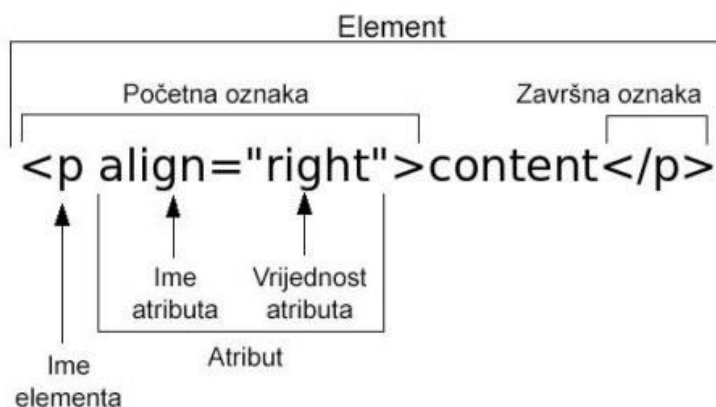 Element
Početna oznaka
Završna oznaka
<p align="right">content</p>
Ime
atributa
Vrijednost
atributa
Atribut
Ime
elementa